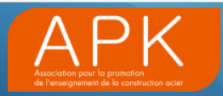 APK
Association pour la promotion
de l'enseignement de la construction acier